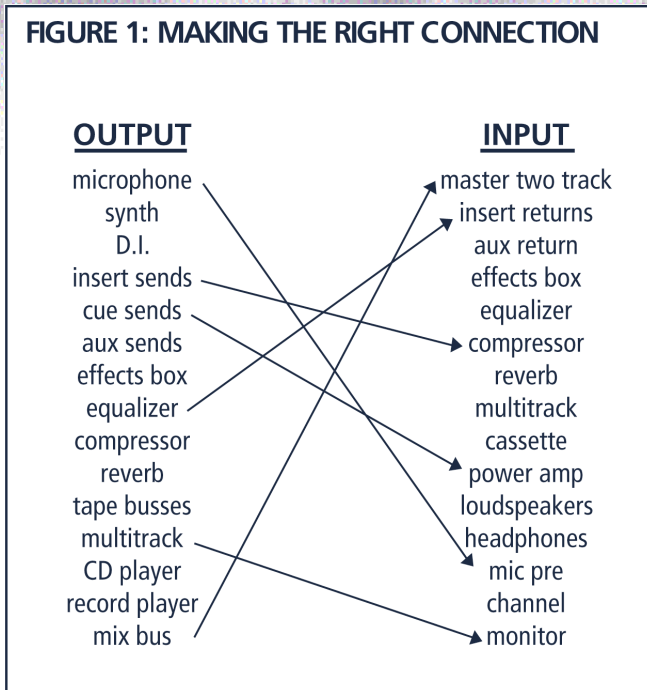 FIGURE 1: MAKING THE RIGHT CONNECTION
OUTPUT
microphone
synth
D.I.
insert sends
cue sends
aux sends
effects box
equalizer
compressor
reverb
tape busses
multitrack
CD player
record player
mix bus
INPUT
master two track
insert returns
aux return
effects box
equalizer
compressor
reverb
multitrack
cassette
power amp
loudspeakers
headphones
mic pre
channel
monitor